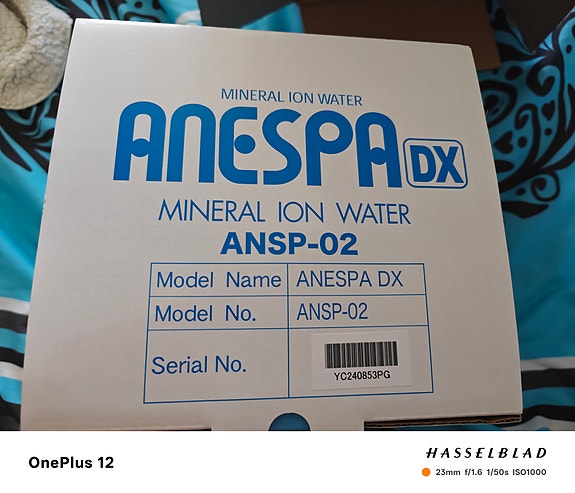 MINERAL ION WATER
ANESPA DX
MINERAL ION WATER
ANSP-02
Model Name ANESPA DX
Model No. ANSP-02
Serial No.
YC240853PG
OnePlus 12
HASSELBLAD
23mm f/1.6 1/50s ISO1000